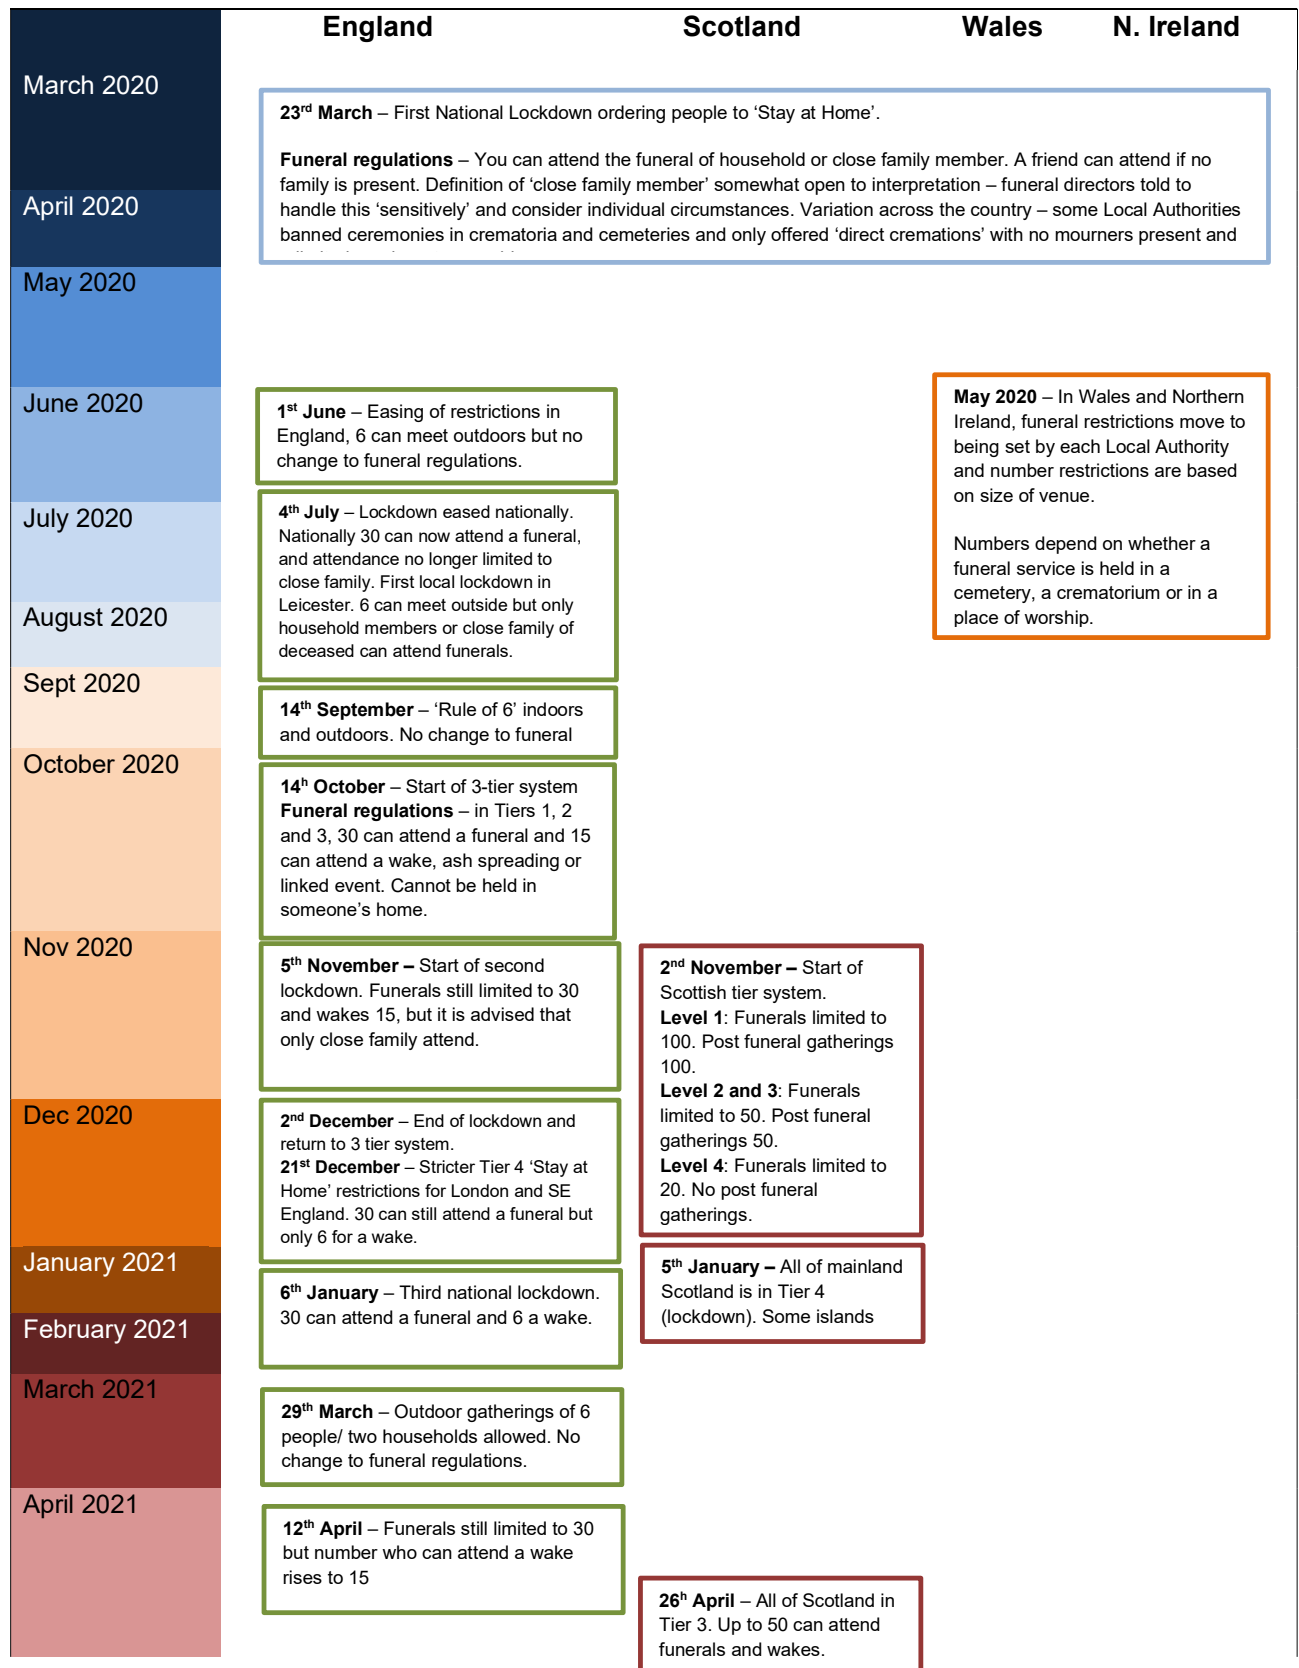 England Scotland Wales N. Ireland
March 2020
23rd March – First National Lockdown ordering people to ‘Stay at Home’.
Funeral regulations – You can attend the funeral of household or close family member. A friend can attend if no
family is present. Definition of ‘close family member’ somewhat open to interpretation – funeral directors told to
handle this ‘sensitively’ and consider individual circumstances. Variation across the country – some Local Authorities
banned ceremonies in crematoria and cemeteries and only offered ‘direct cremations’ with no mourners present and
April 2020
May 2020
May 2020 – In Wales and Northern
Ireland, funeral restrictions move to
being set by each Local Authority
and number restrictions are based
on size of venue.
Numbers depend on whether a
funeral service is held in a
cemetery, a crematorium or in a
place of worship.
June 2020
1st June – Easing of restrictions in
England, 6 can meet outdoors but no
change to funeral regulations.
July 2020
4th July – Lockdown eased nationally.
Nationally 30 can now attend a funeral,
and attendance no longer limited to
close family. First local lockdown in
Leicester. 6 can meet outside but only
household members or close family of
deceased can attend funerals.
August 2020
Sept 2020
14th September – ‘Rule of 6’ indoors
and outdoors. No change to funeral
October 2020
14h October – Start of 3-tier system
Funeral regulations – in Tiers 1, 2
and 3, 30 can attend a funeral and 15
can attend a wake, ash spreading or
linked event. Cannot be held in
someone’s home.
Nov 2020
5th November – Start of second
lockdown. Funerals still limited to 30
and wakes 15, but it is advised that
only close family attend.
2nd November – Start of
Scottish tier system.
Level 1: Funerals limited to
100. Post funeral gatherings
100.
Level 2 and 3: Funerals
limited to 50. Post funeral
gatherings 50.
Level 4: Funerals limited to
20. No post funeral
gatherings.
Dec 2020
2nd December – End of lockdown and
return to 3 tier system.
21st December – Stricter Tier 4 ‘Stay at
Home’ restrictions for London and SE
England. 30 can still attend a funeral but
only 6 for a wake.
January 2021
6th January – Third national lockdown.
30 can attend a funeral and 6 a wake.
5th January – All of mainland
Scotland is in Tier 4
(lockdown). Some islands
February 2021
March 2021
29th March – Outdoor gatherings of 6
people/ two households allowed. No
change to funeral regulations.
April 2021
12th April – Funerals still limited to 30
but number who can attend a wake
rises to 15
26h April – All of Scotland in
Tier 3. Up to 50 can attend
funerals and wakes.